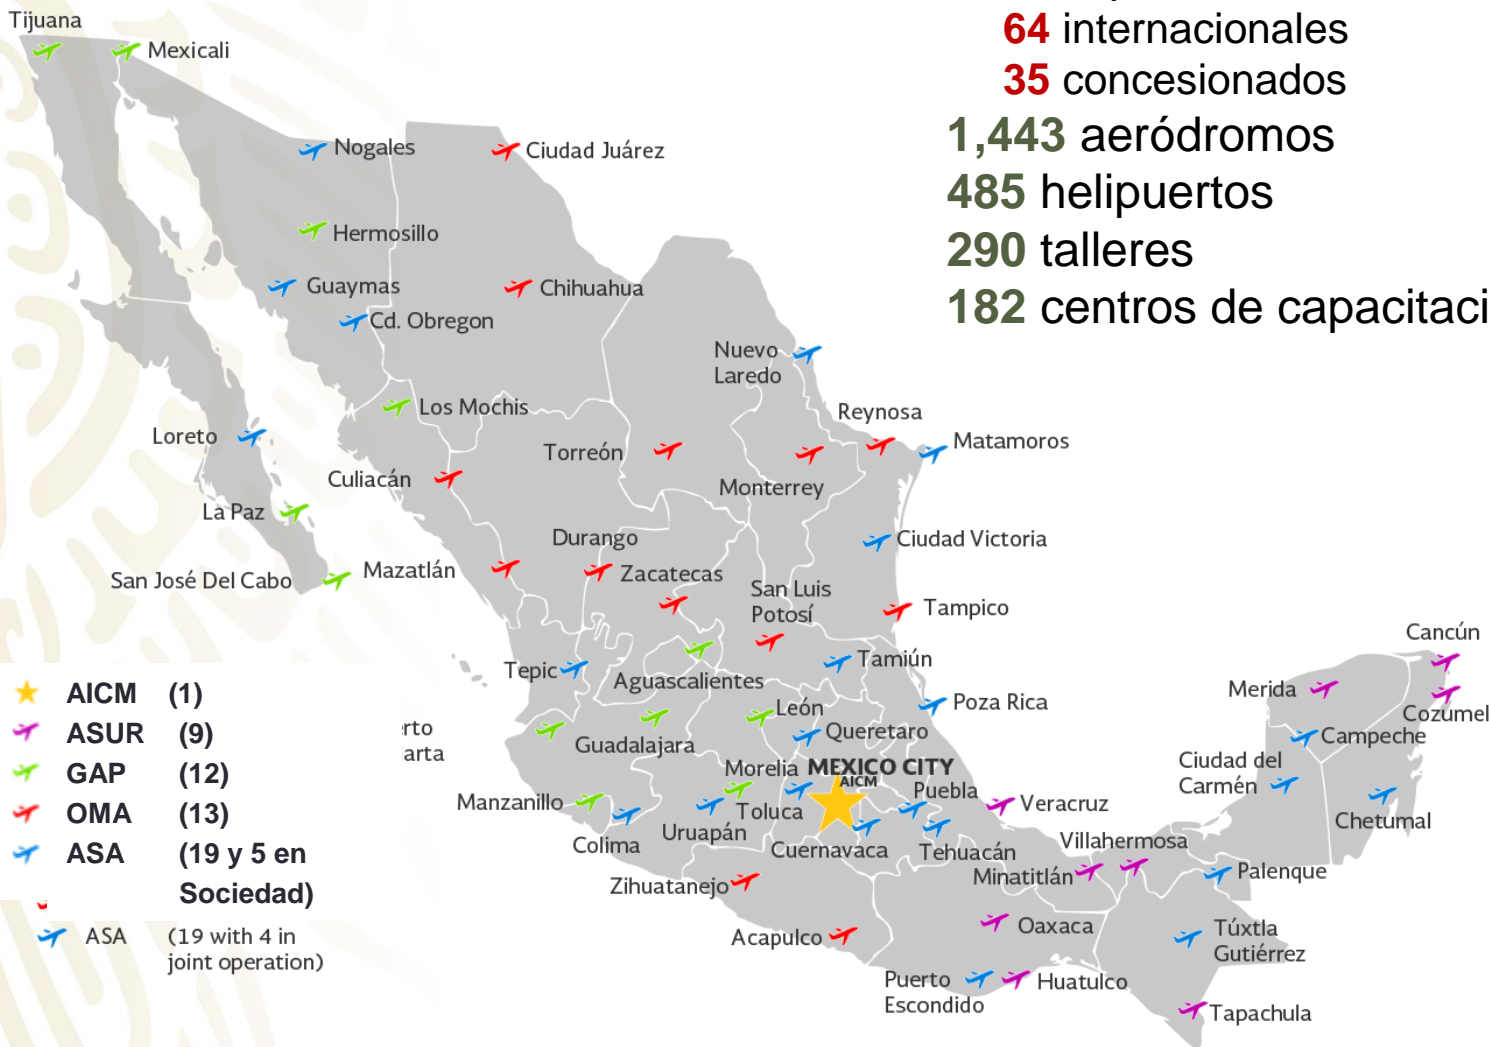 64 internacionales
35 concesionados
1,443 aeródromos
485 helipuertos
290 talleres
182 centros de capacitaci
Tijuana
Mexicali
Nogales
Ciudad Juárez
Hermosillo
Guaymas
Chihuahua
Cd. Obregon
Nuevo
Laredo
Los Mochis
Reynosa
Loreto
Torreón
Matamoros
Culiacán
Monterrey
La Paz
Durango
Ciudad Victoria
Mazatlán
San José Del Cabo
Zacatecas
San Luis
Potosí
Tampico
Tepic
Aguascalientes
Tamiún
Cancún
Merida
Cozumel
León
Poza Rica
erto
arta
Guadalajara
Queretaro
Campeche
Ciudad del
Carmén
Morelia
MEXICO CITY
AICM
Puebla
Manzanillo
Toluca
Veracruz
Chetumal
Colima
Uruapán
Cuernavaca
Tehuacán
Villahermosa
Minatitlán
Palenque
Zihuatanejo
Acapulco
Oaxaca
Túxtla
Gutiérrez
Puerto
Escondido
Huatulco
Tapachula
AICM (1)
ASUR (9)
GAP (12)
OMA (13)
ASA (19 y 5 en
Sociedad)
ASA (19 with 4 in
joint operation)